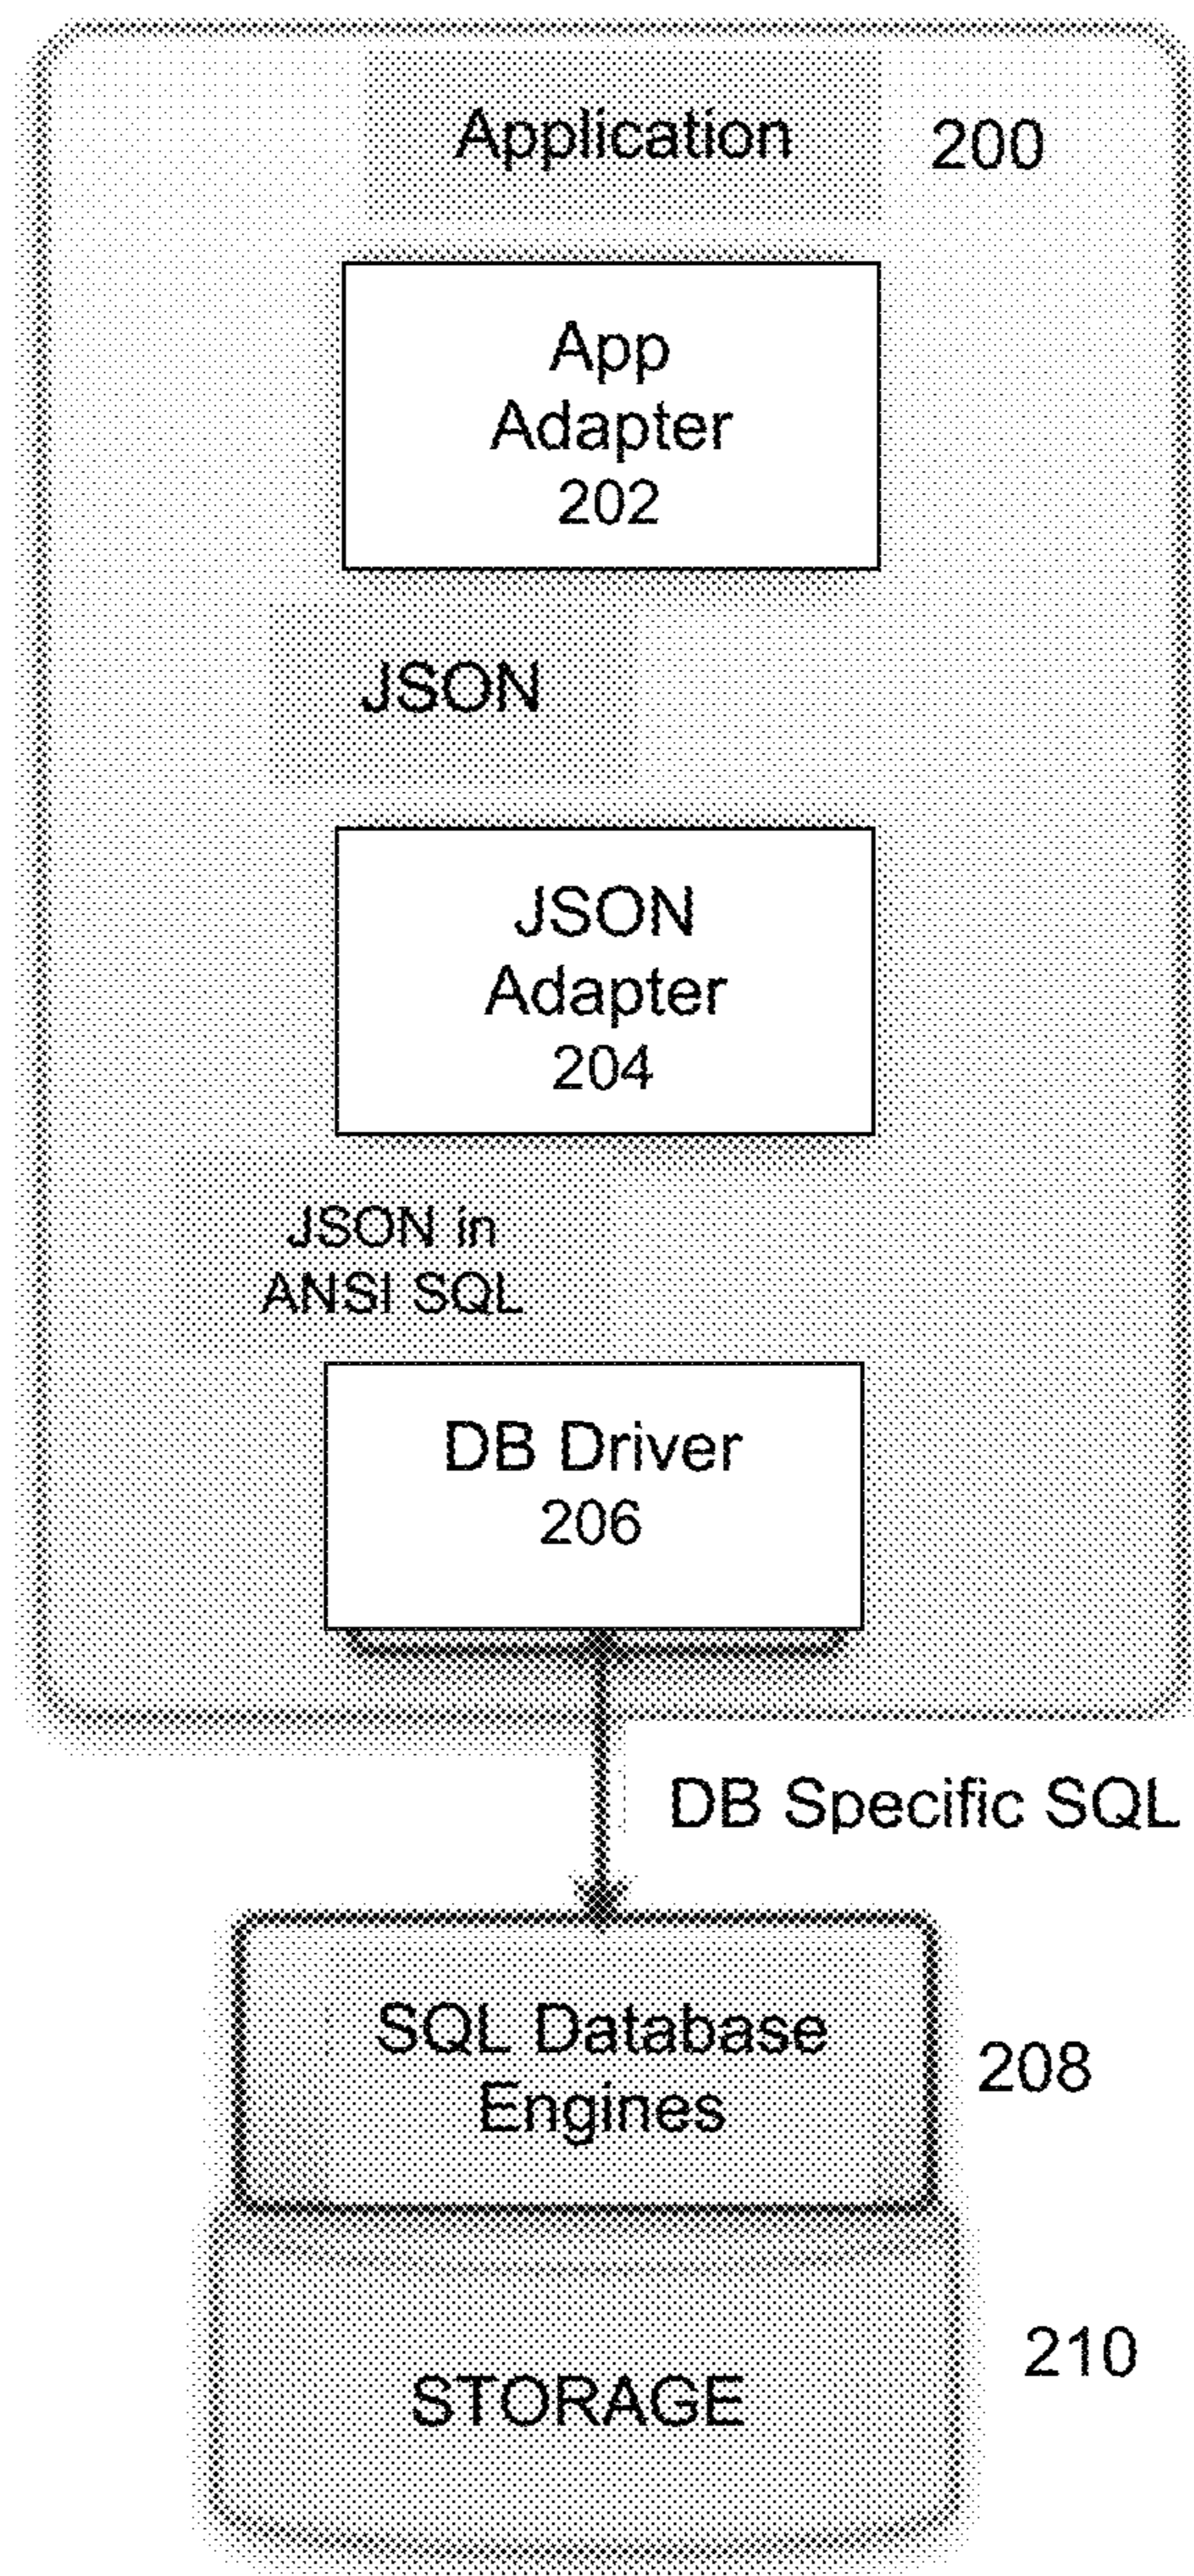 Application 200
App
Adapter
202
JSON
JSON
Adapter
204
JSON in
ANSI SQL
DB Driver
206
DB Specific SQL
SQL Database
Engines
208
210
STORAGE